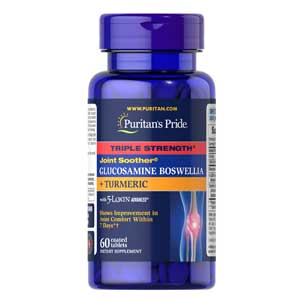 WWW.PURITAN.COM
Puritan's Pride
TRIPLE STRENGTH†
Joint Soother®
GLUCOSAMINE BOSWELLIA
+ TURMERIC
with 5-LOXIN ADVANCED®
Shows Improvement in
Joint Comfort Within
7 Days*†
60 coated
tablets
DIETARY SUPPLEMENT